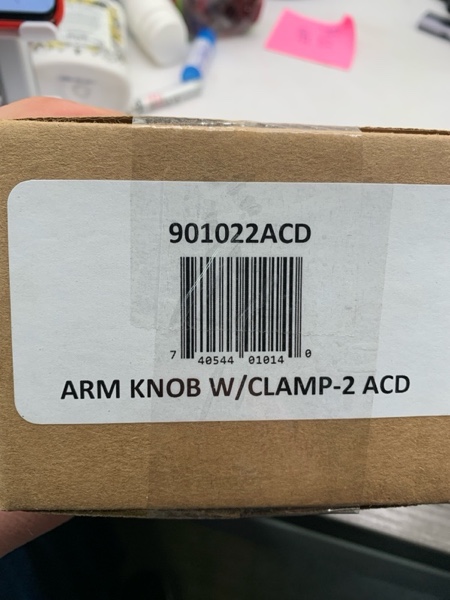 901022ACD
7 40544 01014 0
ARM KNOB W/CLAMP-2 ACD